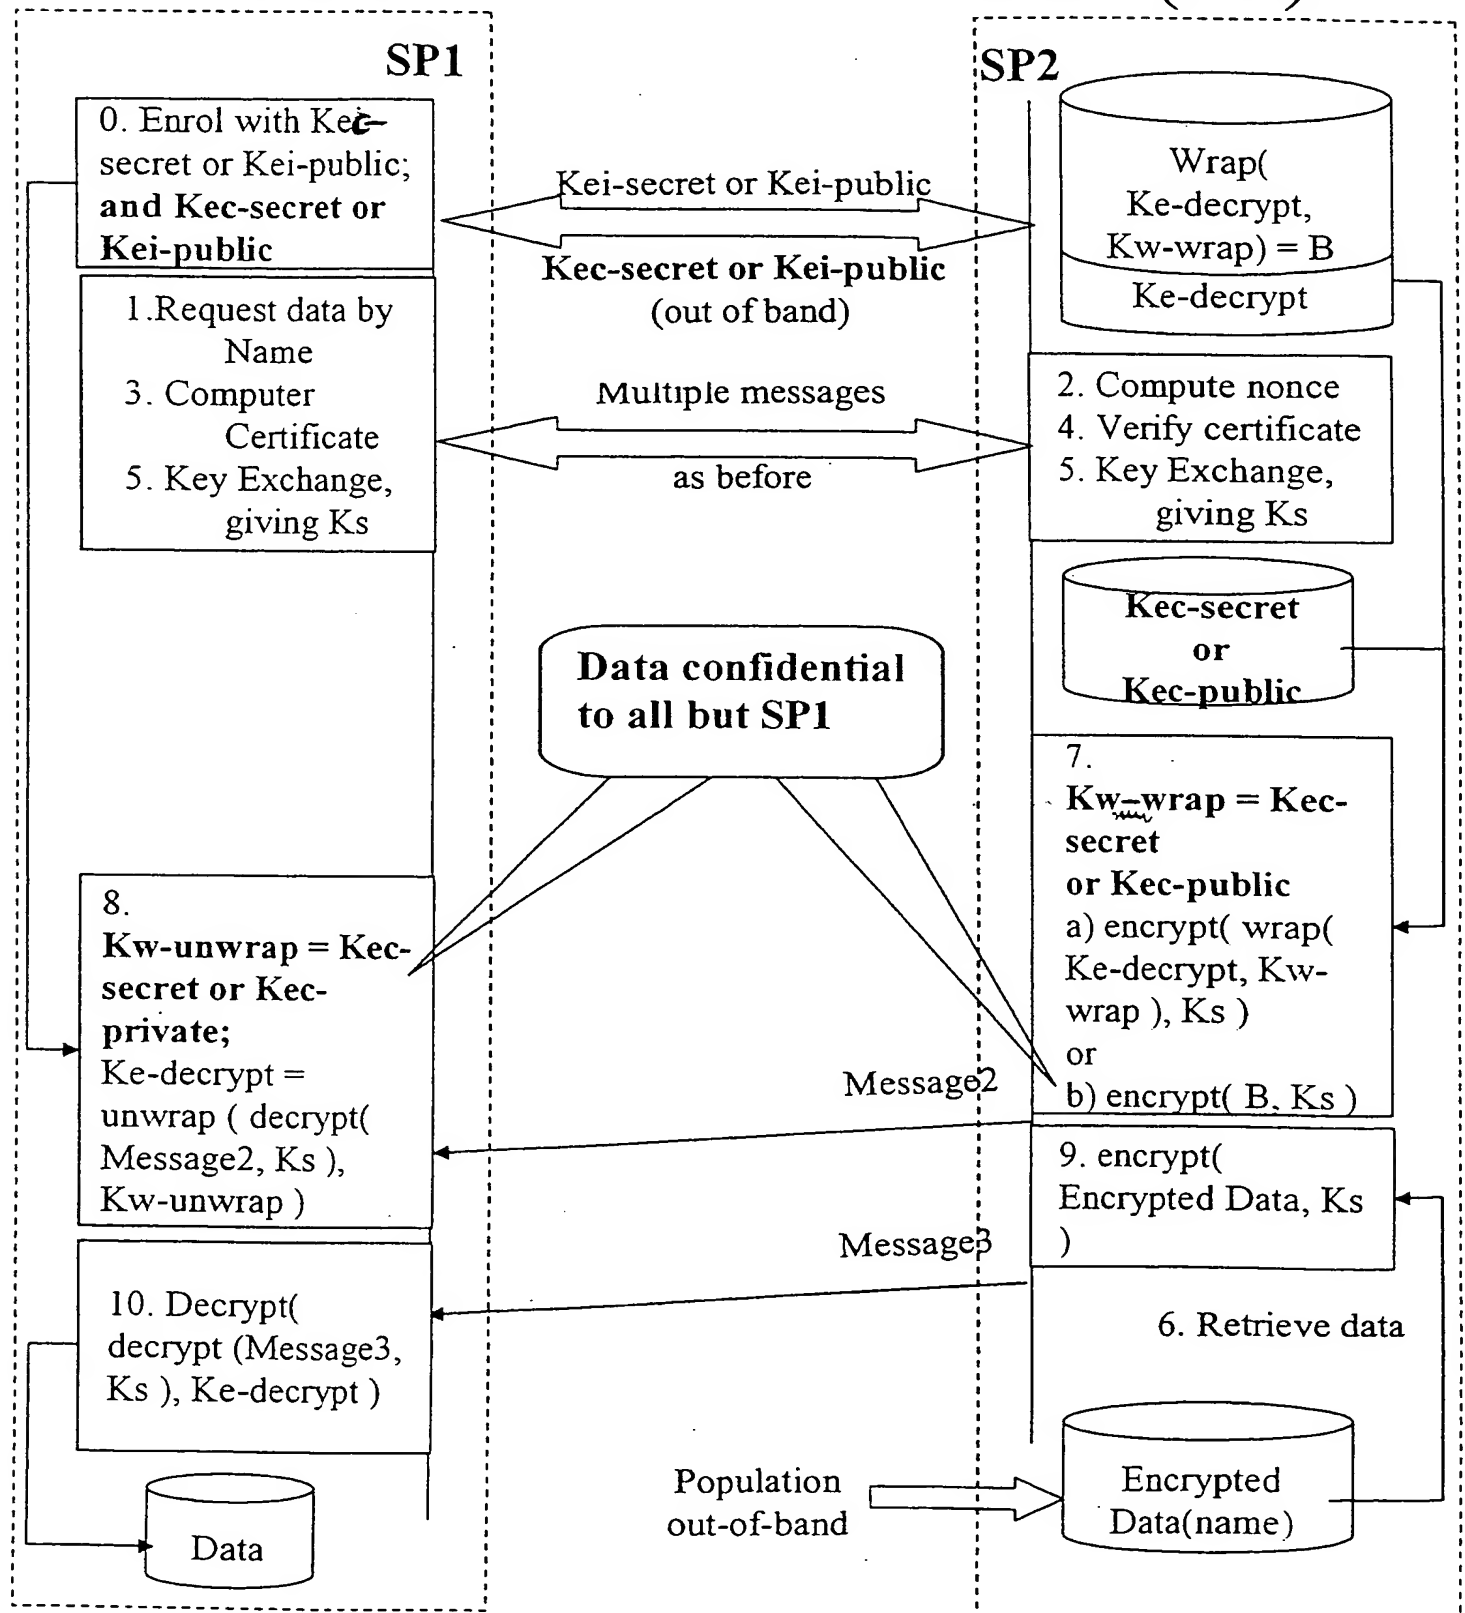 SP1
SP2
0. Enrol with Kec-
secret or Kei-public;
and Kec-secret or
Kei-public
Kei-secret or Kei-public
Kec-secret or Kei-public
(out of band)
Wrap(
Ke-decrypt,
Kw-wrap) = B
Ke-decrypt
1.Request data by
Name
3. Computer
Certificate
5. Key Exchange,
giving Ks
Multiple messages
as before
2. Compute nonce
4. Verify certificate
5. Key Exchange,
giving Ks
Kec-secret
or
Kec-public
Data confidential
to all but SP1
7.
Kw-wrap = Kec-
secret
or Kec-public
a) encrypt( wrap(
Ke-decrypt, Kw-
wrap ), Ks )
or
b) encrypt( B, Ks )
8.
Kw-unwrap = Kec-
secret or Kec-
private;
Ke-decrypt =
unwrap ( decrypt(
Message2, Ks ),
Kw-unwrap )
Message2
9. encrypt(
Encrypted Data, Ks
)
Message3
10. Decrypt(
decrypt (Message3,
Ks ), Ke-decrypt )
6. Retrieve data
Data
Population
out-of-band
Encrypted
Data(name)